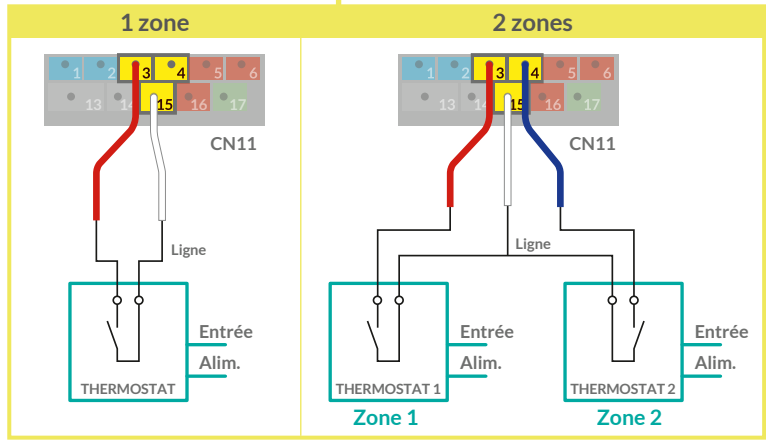 1 zone
2 zones
1 2 3 4 5 6
13 14 15 16 17
CN11
Ligne
Entrée
Alim.
THERMOSTAT
1 2 3 4 5 6
13 14 15 16 17
CN11
Ligne
Entrée
Alim.
THERMOSTAT 1
Zone 1
Entrée
Alim.
THERMOSTAT 2
Zone 2